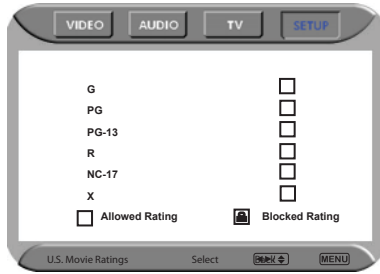 VIDEO AUDIO TV SETUP
G
PG
PG-13
R
NC-17
X
Allowed Rating Blocked Rating
U.S. Movie Ratings Select MENU